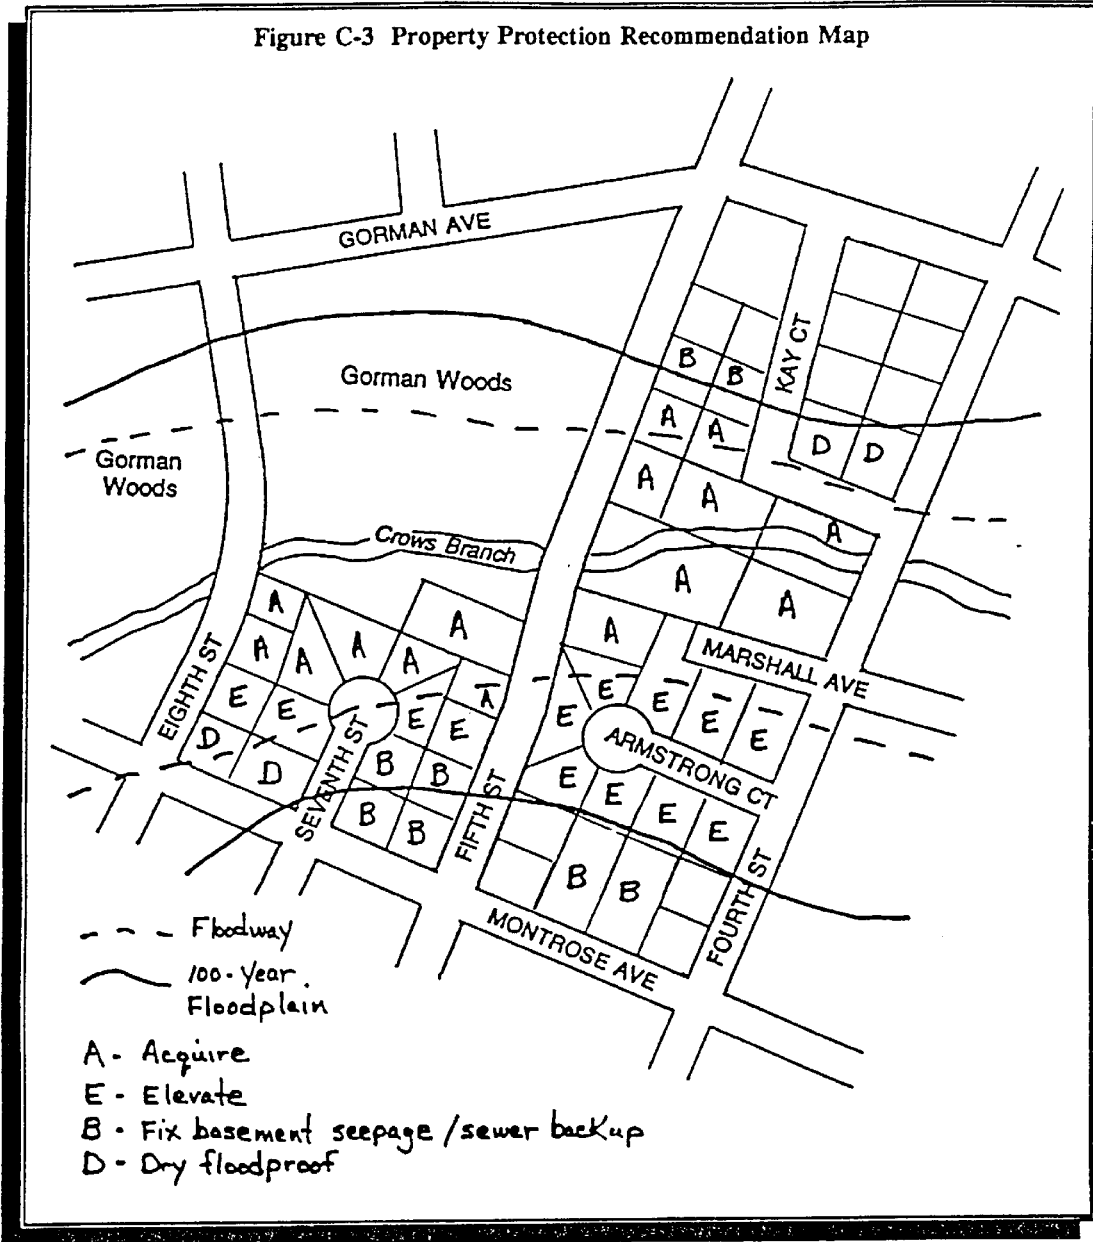 Figure C-3 Property Protection Recommendation Map
GORMAN AVE
KAY CT
Gorman Woods
B
B
A
A
D
D
Gorman
Woods
A
A
A
Crows Branch
A
A
A
A
A
A
A
A
A
MARSHALL AVE
EIGHTH ST
E
E
E
E
A
E
E
E
E
E
ARMSTRONG CT
D
D
SEVENTH ST
B
B
B
B
FIFTH ST
E
E
E
E
B
B
FOURTH ST
MONTROSE AVE
Floodway
100-Year
Floodplain
A - Acquire
E - Elevate
B - Fix basement seepage/sewer backup
D - Dry floodproof